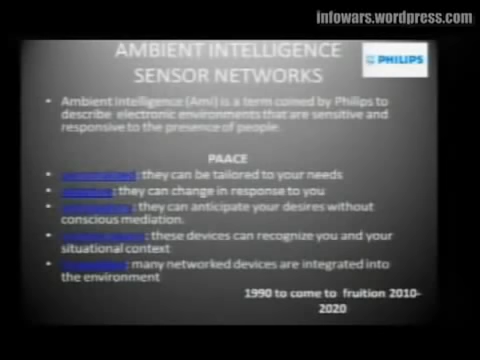 infowars.wordpress.com
AMBIENT INTELLIGENCE
SENSOR NETWORKS
PHILIPS
• Ambient Intelligence (AmI) is a term coined by Philips to
describe electronic environments that are sensitive and
responsive to the presence of people.
PAACE
• personalized: they can be tailored to your needs
• adaptive: they can change in response to you
• : they can anticipate your desires without
conscious mediation.
• : these devices can recognize you and your
situational context
• : many networked devices are integrated into
the environment
1990 to come to fruition 2010-
2020